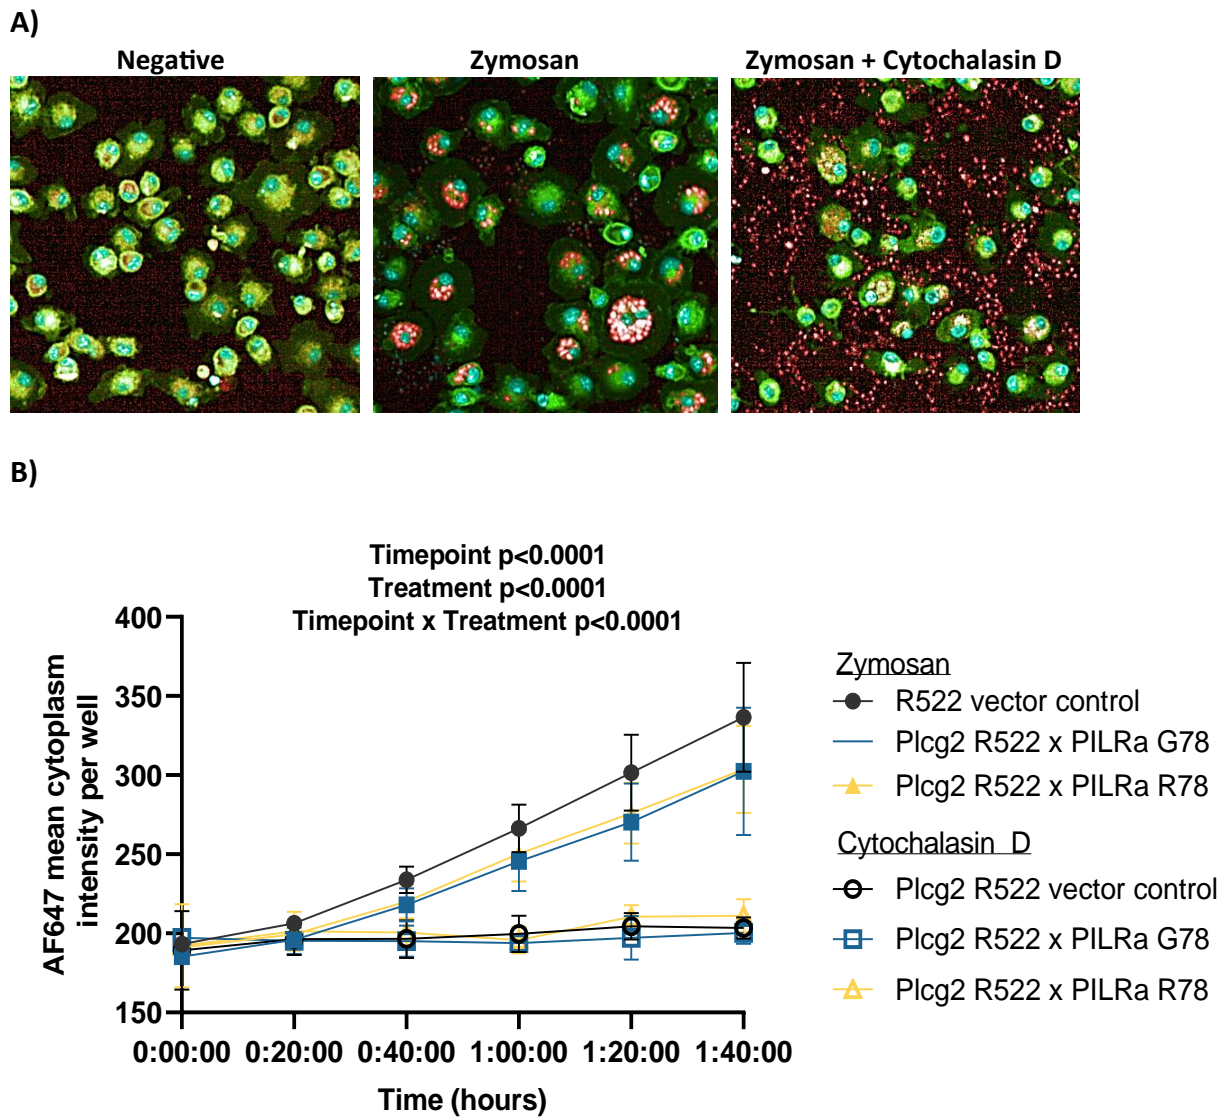 A)
Negative
Zymosan
Zymosan + Cytochalasin D
B)
Timepoint p<0.0001
Treatment p<0.0001
Timepoint x Treatment p<0.0001
AF647 mean cytoplasm
intensity per well
400
350
300
250
200
150
0:00:00 0:20:00 0:40:00 1:00:00 1:20:00 1:40:00
Time (hours)
Zymosan
R522 vector control
Plcg2 R522 x PILRa G78
Plcg2 R522 x PILRa R78
Cytochalasin D
Plcg2 R522 vector control
Plcg2 R522 x PILRa G78
Plcg2 R522 x PILRa R78